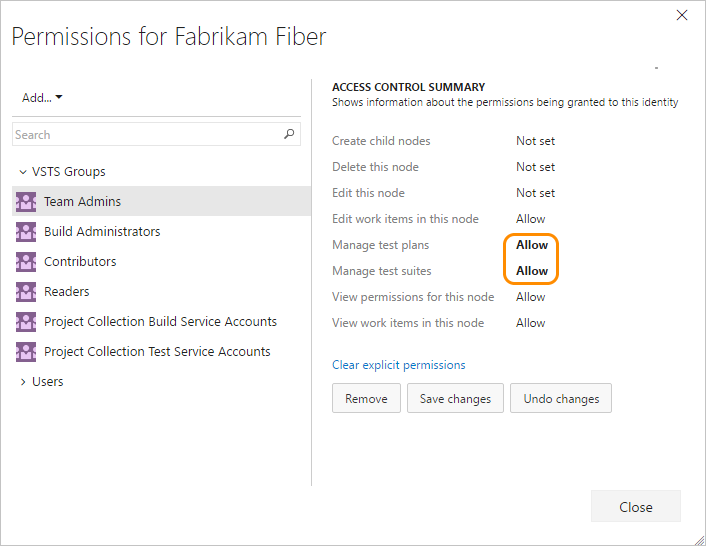 Permissions for Fabrikam Fiber
Add...
Search
VSTS Groups
Team Admins
Build Administrators
Contributors
Readers
Project Collection Build Service Accounts
Project Collection Test Service Accounts
Users
ACCESS CONTROL SUMMARY
Shows information about the permissions being granted to this identity
Create child nodes Not set
Delete this node Not set
Edit this node Not set
Edit work items in this node Allow
Manage test plans Allow
Manage test suites Allow
View permissions for this node Allow
View work items in this node Allow
Clear explicit permissions
Remove Save changes Undo changes
Close